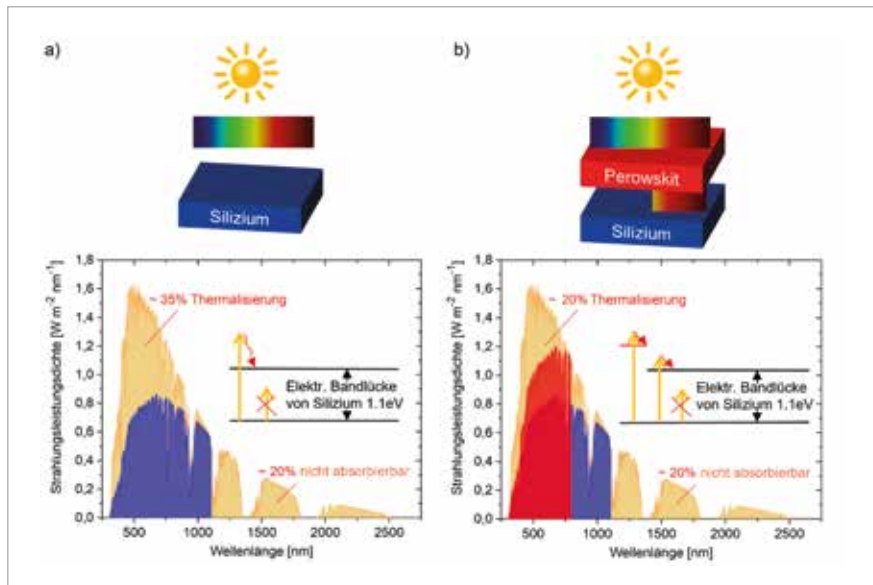 a)
Silizium
1,8
1,6
1,4
1,2
1,0
0,8
0,6
0,4
0,2
0,0
Strahlungsleistungsdichte [W m⁻² nm⁻¹]
~ 35% Thermalisierung
Elektr. Bandlücke
von Silizium 1.1eV
~ 20% nicht absorbierbar
500
1000
1500
2000
2500
Wellenlänge [nm]
b)
Perowskit
Silizium
1,8
1,6
1,4
1,2
1,0
0,8
0,6
0,4
0,2
0,0
Strahlungsleistungsdichte [W m⁻² nm⁻¹]
~ 20% Thermalisierung
Elektr. Bandlücke
von Silizium 1.1eV
~ 20% nicht absorbierbar
500
1000
1500
2000
2500
Wellenlänge [nm]